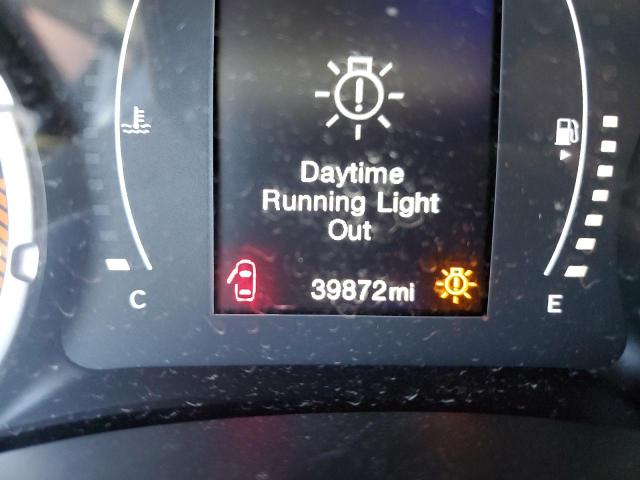 Daytime
Running Light
Out
39872mi
C
E